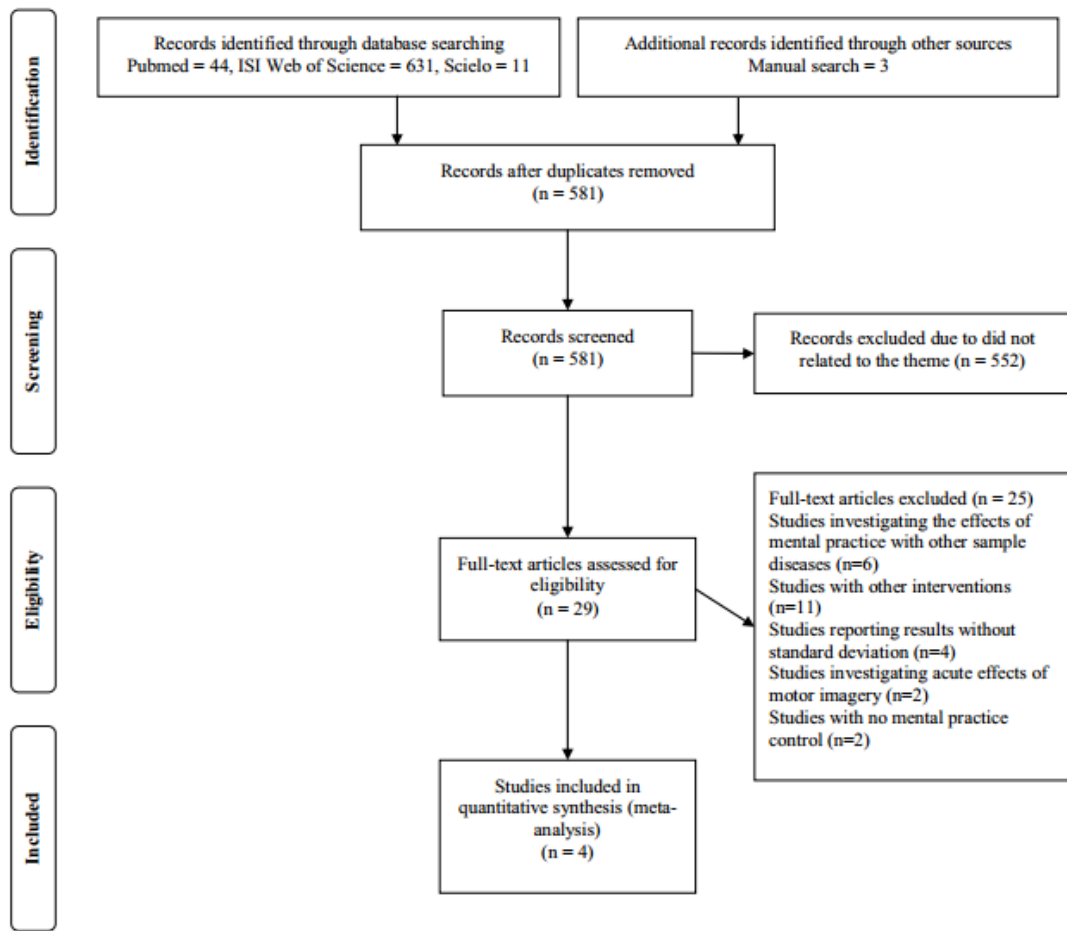 Identification
Records identified through database searching
Pubmed = 44, ISI Web of Science = 631, Scielo = 11
Additional records identified through other sources
Manual search = 3
Records after duplicates removed
(n = 581)
Screening
Records screened
(n = 581)
Records excluded due to did not
related to the theme (n = 552)
Eligibility
Full-text articles assessed for
eligibility
(n = 29)
Full-text articles excluded (n = 25)
Studies investigating the effects of
mental practice with other sample
diseases (n=6)
Studies with other interventions
(n=11)
Studies reporting results without
standard deviation (n=4)
Studies investigating acute effects of
motor imagery (n=2)
Studies with no mental practice
control (n=2)
Included
Studies included in
quantitative synthesis (meta-
analysis)
(n = 4)